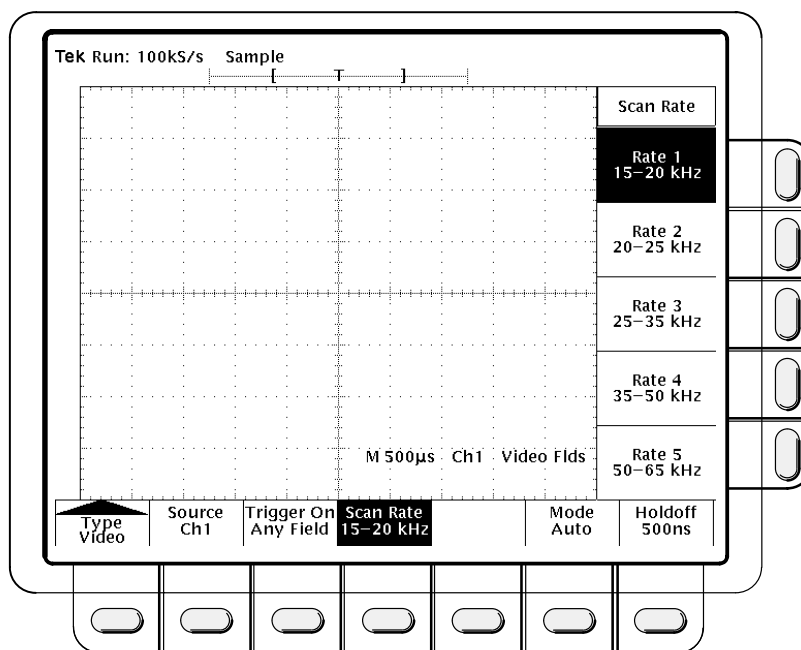 Tek Run: 100kS/s Sample
[ T ]
Scan Rate
Rate 1
15-20 kHz
Rate 2
20-25 kHz
Rate 3
25-35 kHz
Rate 4
35-50 kHz
Rate 5
50-65 kHz
M 500µs Ch1 Video Flds
Type
Video
Source
Ch1
Trigger On
Any Field
Scan Rate
15-20 kHz
Mode
Auto
Holdoff
500ns